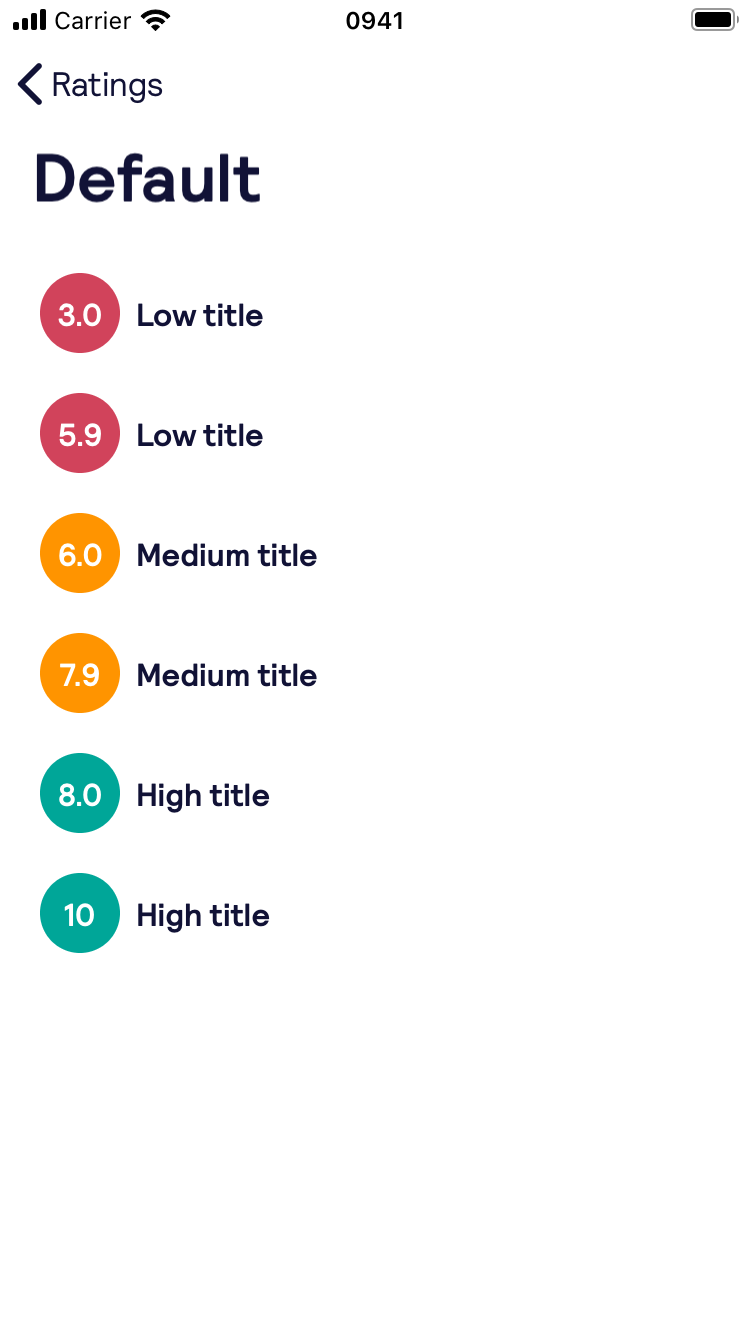 Carrier 0941
Ratings
Default
3.0 Low title
5.9 Low title
6.0 Medium title
7.9 Medium title
8.0 High title
10 High title